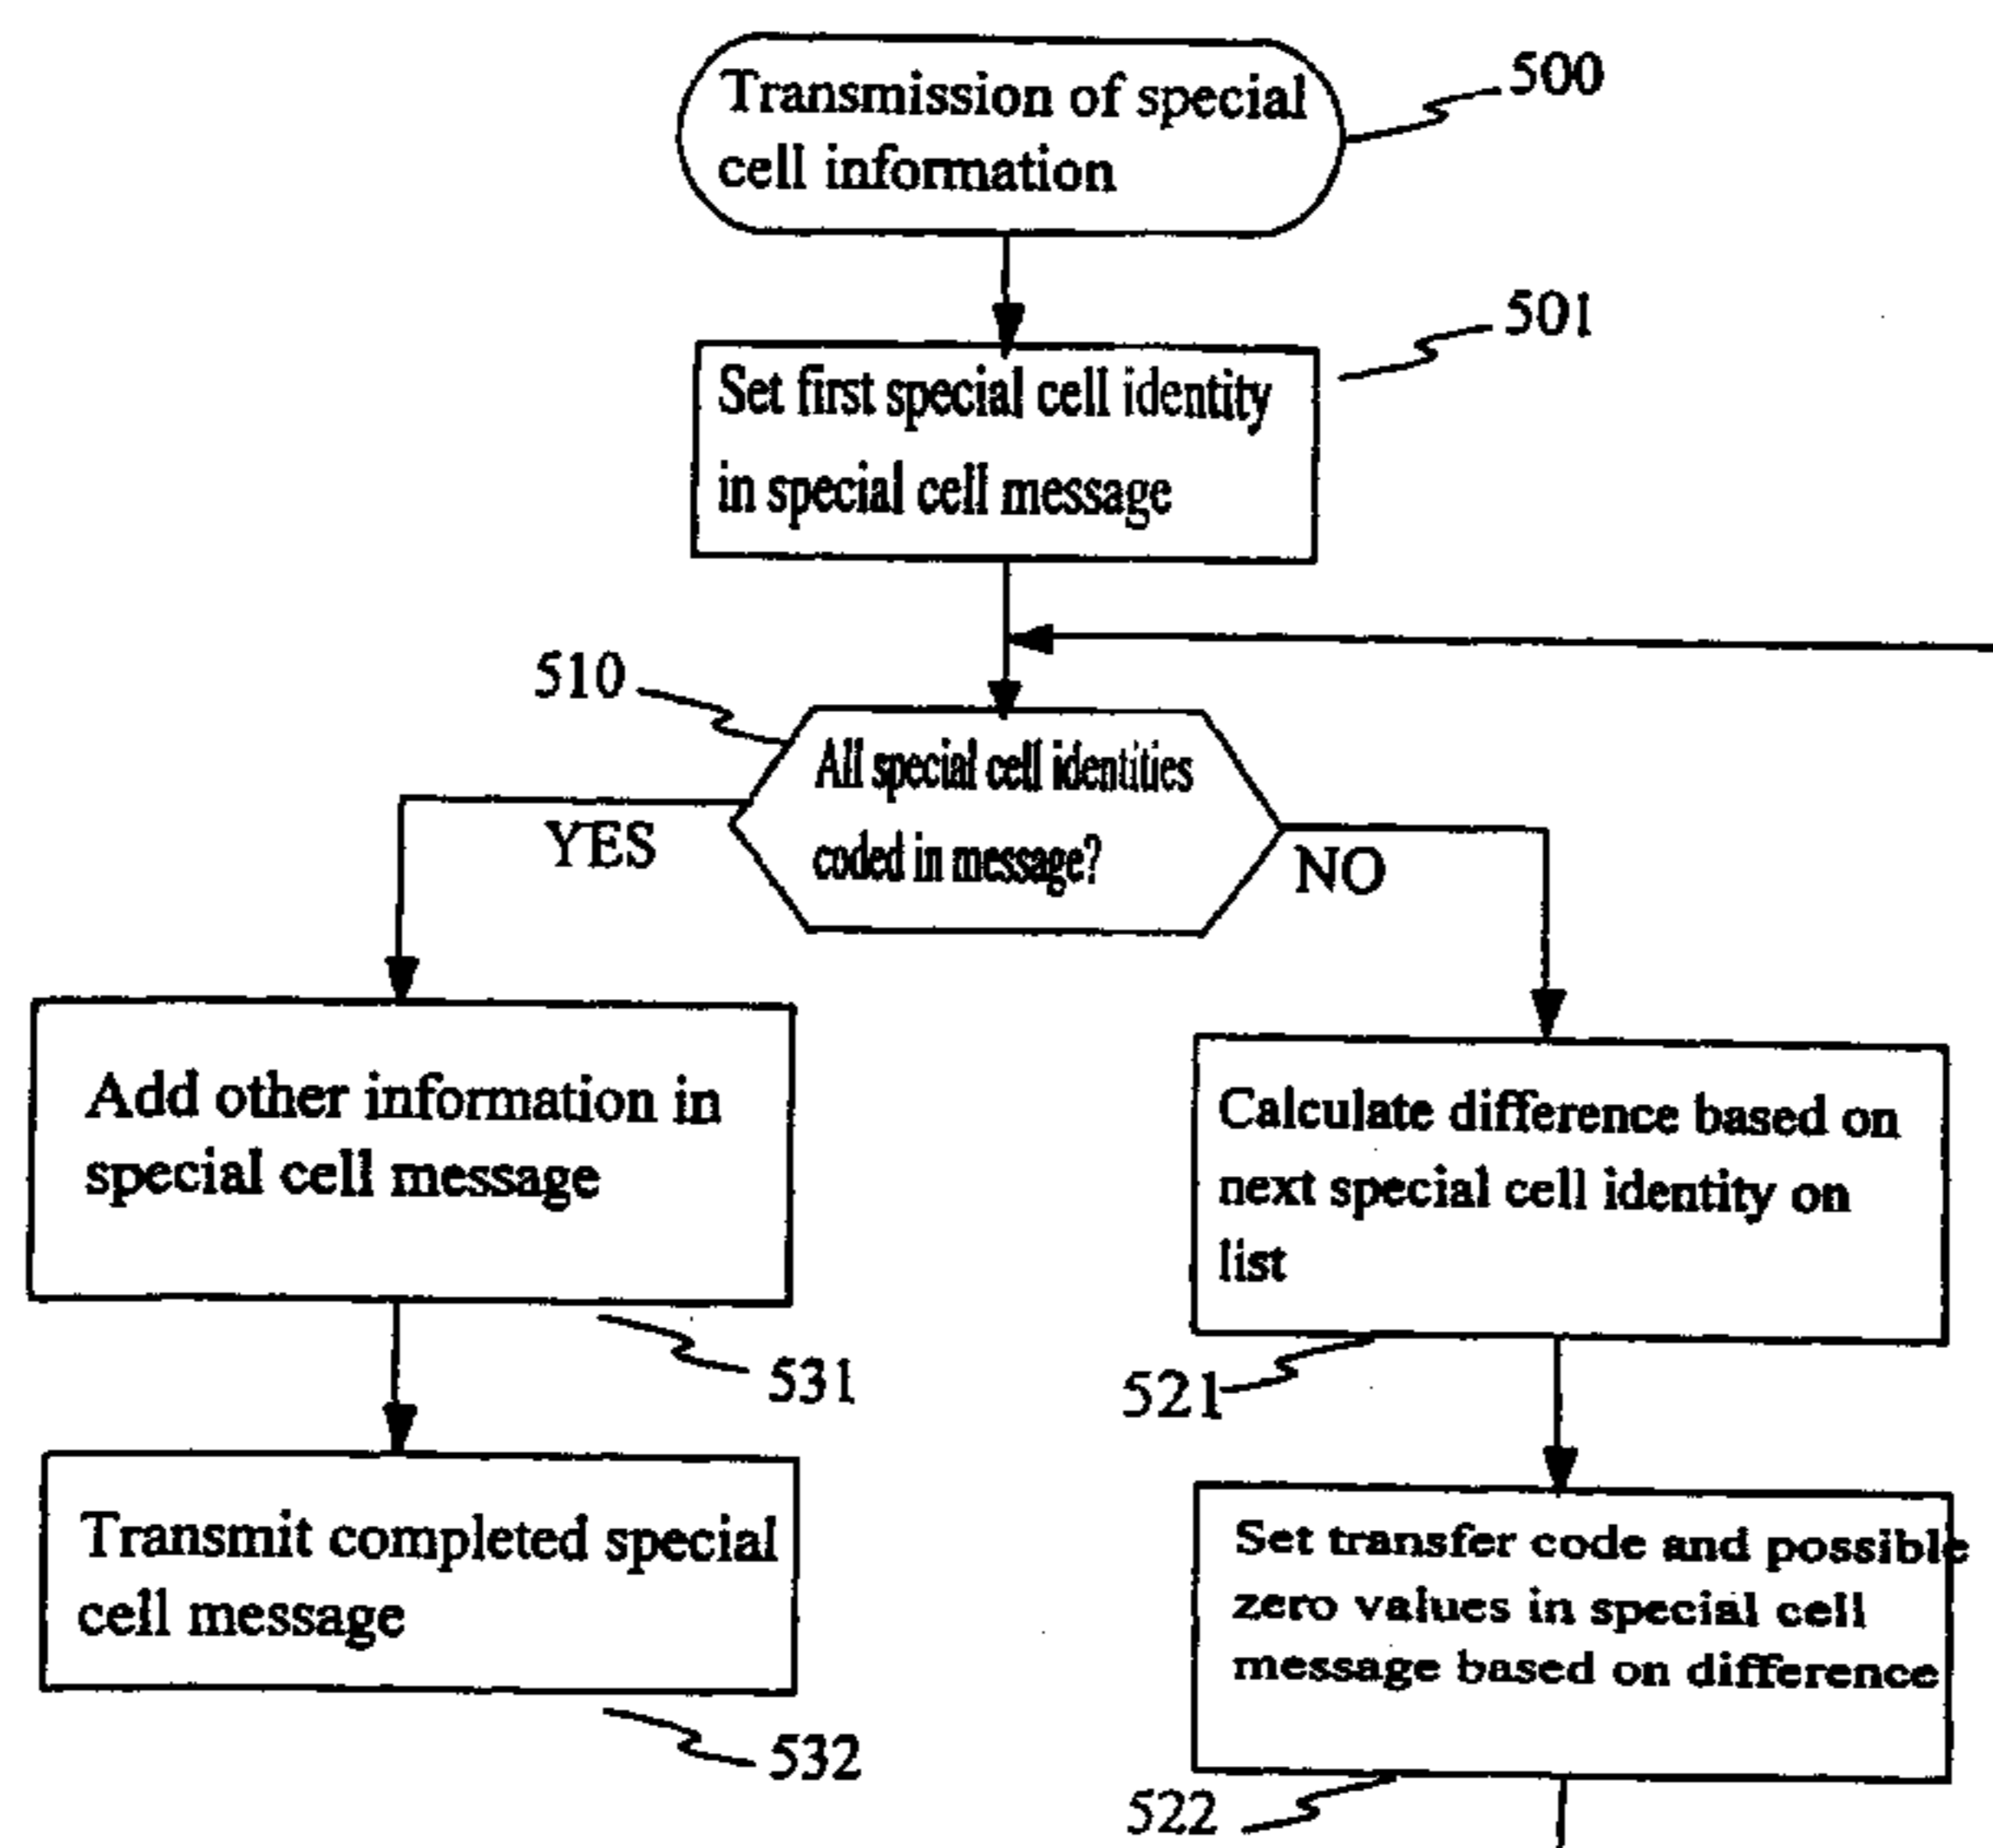 Transmission of special
cell information
500
Set first special cell identity
in special cell message
501
510
All special cell identities
coded in message?
YES
NO
Add other information in
special cell message
531
Calculate difference based on
next special cell identity on
list
521
Transmit completed special
cell message
532
Set transfer code and possible
zero values in special cell
message based on difference
522